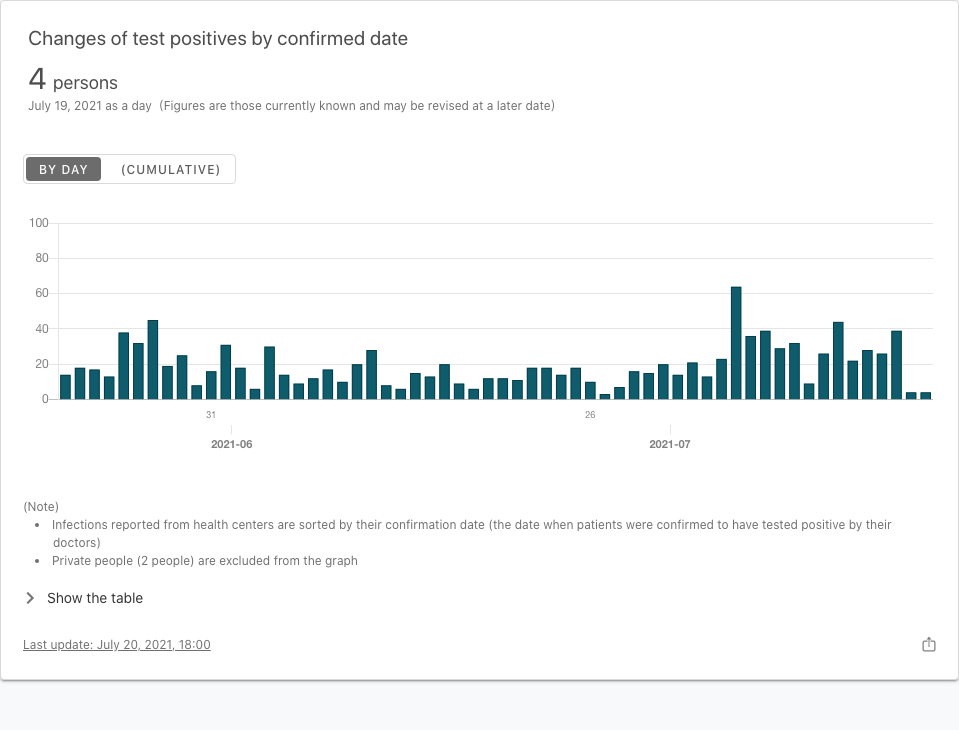 Changes of test positives by confirmed date
4 persons
July 19, 2021 as a day (Figures are those currently known and may be revised at a later date)
BY DAY (CUMULATIVE)
100
80
60
40
20
0
31 26
2021-06 2021-07
(Note)
• Infections reported from health centers are sorted by their confirmation date (the date when patients were confirmed to have tested positive by their
doctors)
• Private people (2 people) are excluded from the graph
Show the table
Last update: July 20, 2021, 18:00